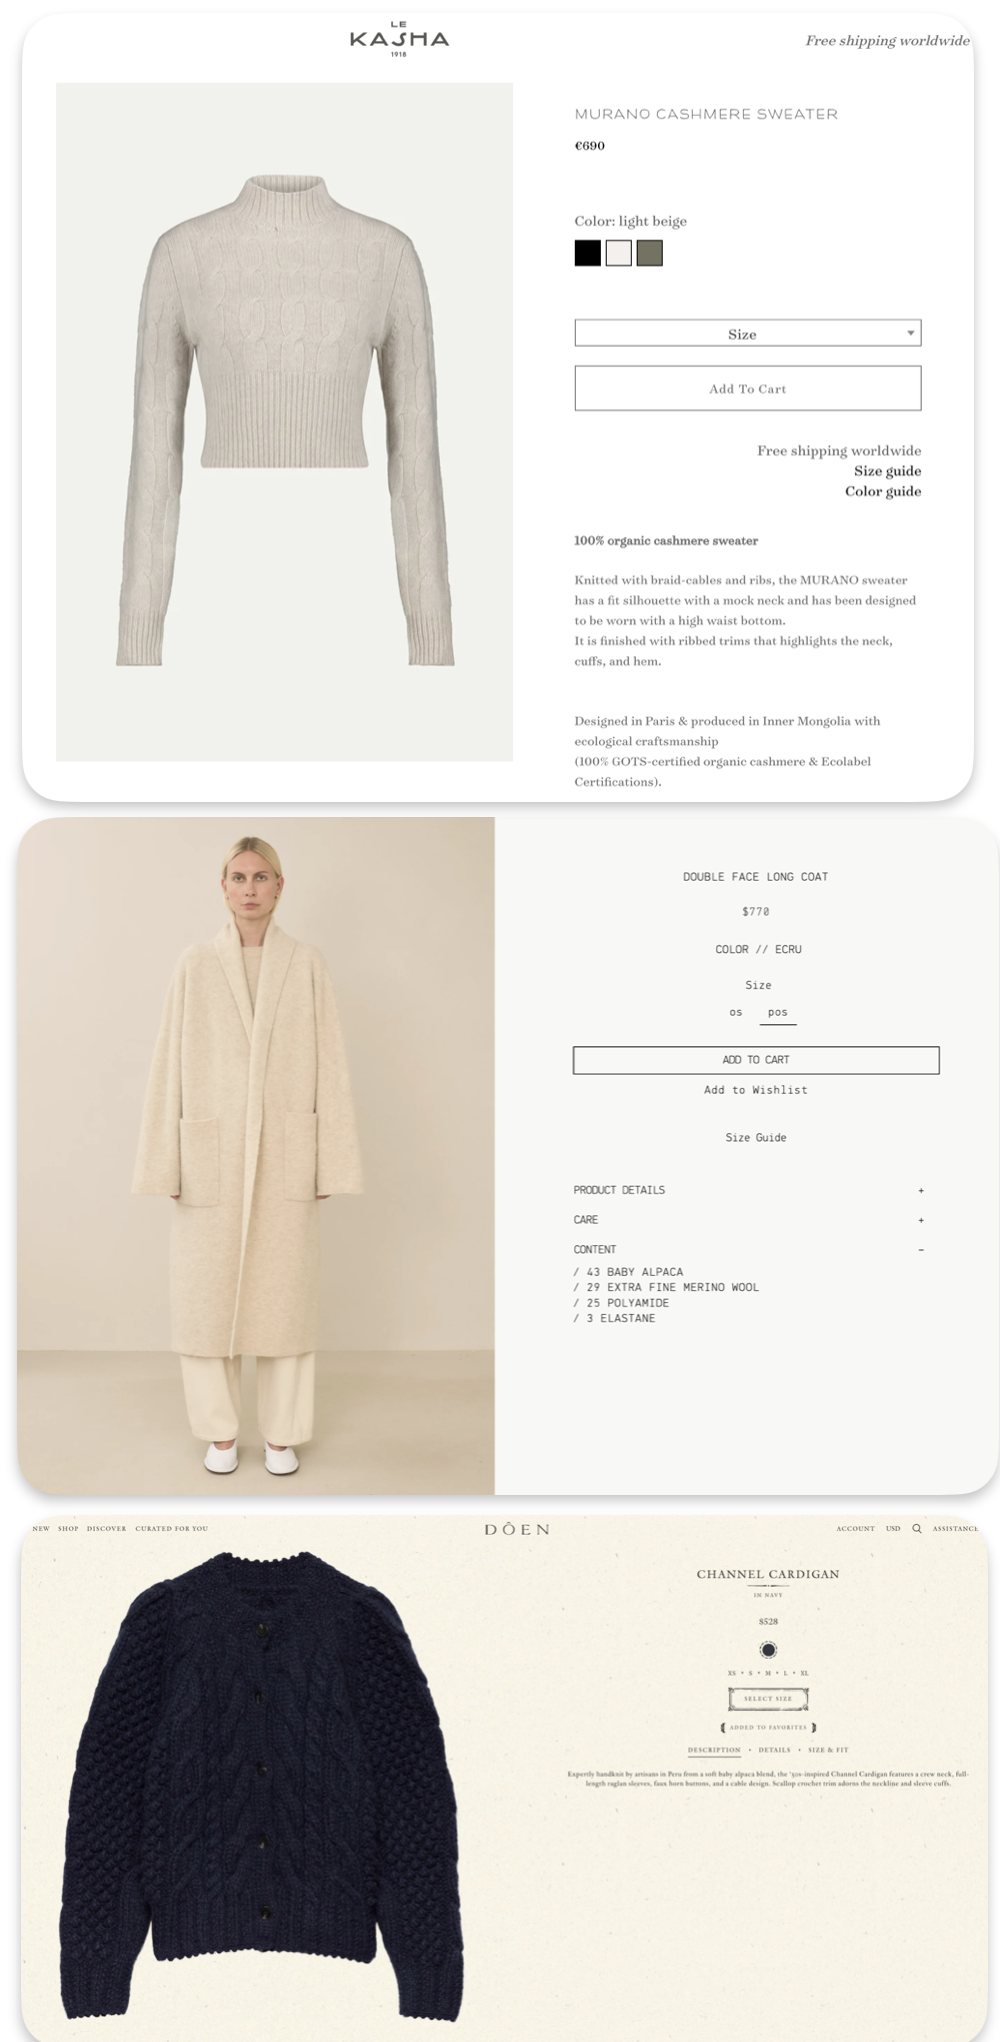 LE
KASHA
1918
Free shipping worldwide
MURANO CASHMERE SWEATER
€690
Color: light beige
Size
Add To Cart
Free shipping worldwide
Size guide
Color guide
100% organic cashmere sweater
Knitted with braid-cables and ribs, the MURANO sweater
has a fit silhouette with a mock neck and has been designed
to be worn with a high waist bottom.
It is finished with ribbed trims that highlights the neck,
cuffs, and hem.
Designed in Paris & produced in Inner Mongolia with
ecological craftsmanship
(100% GOTS-certified organic cashmere & Ecolabel
Certifications).
DOUBLE FACE LONG COAT
$770
COLOR // ECRU
Size
os pos
ADD TO CART
Add to Wishlist
Size Guide
PRODUCT DETAILS +
CARE +
CONTENT −
/ 43 BABY ALPACA
/ 29 EXTRA FINE MERINO WOOL
/ 25 POLYAMIDE
/ 3 ELASTANE
NEW SHOP DISCOVER CURATED FOR YOU DÔEN ACCOUNT USD ASSISTANCE
CHANNEL CARDIGAN
IN NAVY
$528
XS • S • M • L • XL
SELECT SIZE
ADDED TO FAVORITES
DESCRIPTION • DETAILS • SIZE & FIT
Expertly handknit by artisans in Peru from a soft baby alpaca blend, the '50s-inspired Channel Cardigan features a crew neck, full-
length raglan sleeves, faux horn buttons, and a cable design. Scallop crochet trim adorns the neckline and sleeve cuffs.